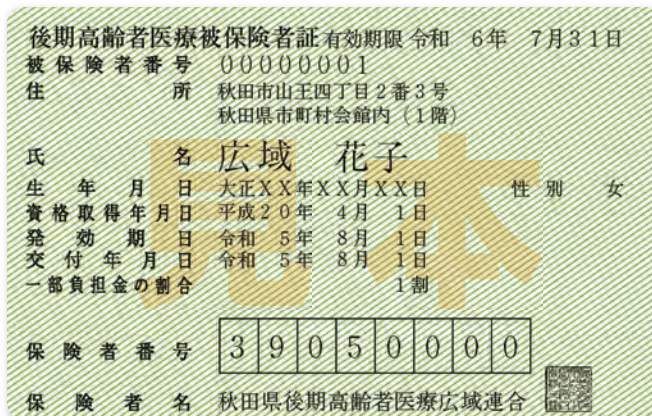 後期高齢者医療被保険者証 有効期限 令和 6年 7月31日
被保険者番号 00000001
住所 秋田市山王四丁目2番3号
秋田県市町村会館内（1階）
氏名 広域 花子
生年月日 大正XX年XX月XX日 性別 女
資格取得年月日 平成20年 4月 1日
発効期日 令和 5年 8月 1日
交付年月日 令和 5年 8月 1日
一部負担金の割合 1割
見本
保険者番号 39050000
保険者名 秋田県後期高齢者医療広域連合